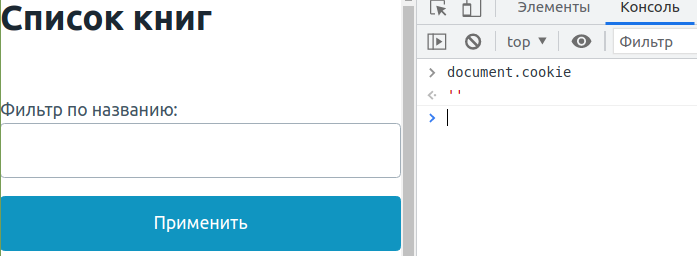 Список книг
Фильтр по названию:
Применить
Элементы
Консоль
top
Фильтр
document.cookie
''